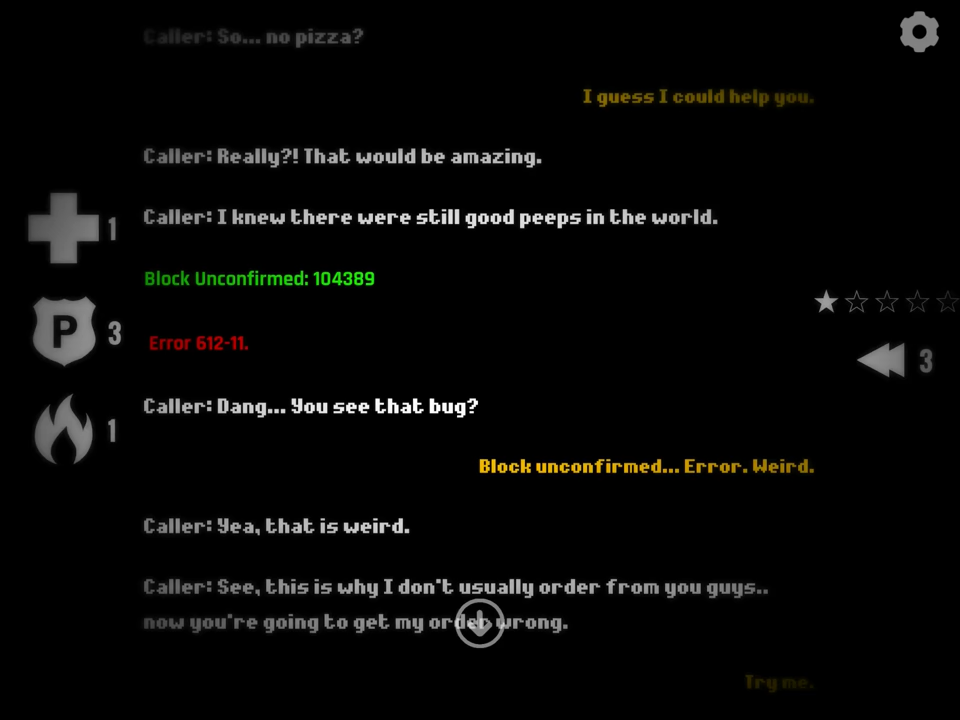 Caller: So... no pizza?
I guess I could help you.
Caller: Really?! That would be amazing.
1
Caller: I knew there were still good peeps in the world.
Block Unconfirmed: 104389
P 3
Error 612-11.
3
Caller: Dang... You see that bug?
1
Block unconfirmed... Error. Weird.
Caller: Yea, that is weird.
Caller: See, this is why I don't usually order from you guys..
now you're going to get my order wrong.
Try me.